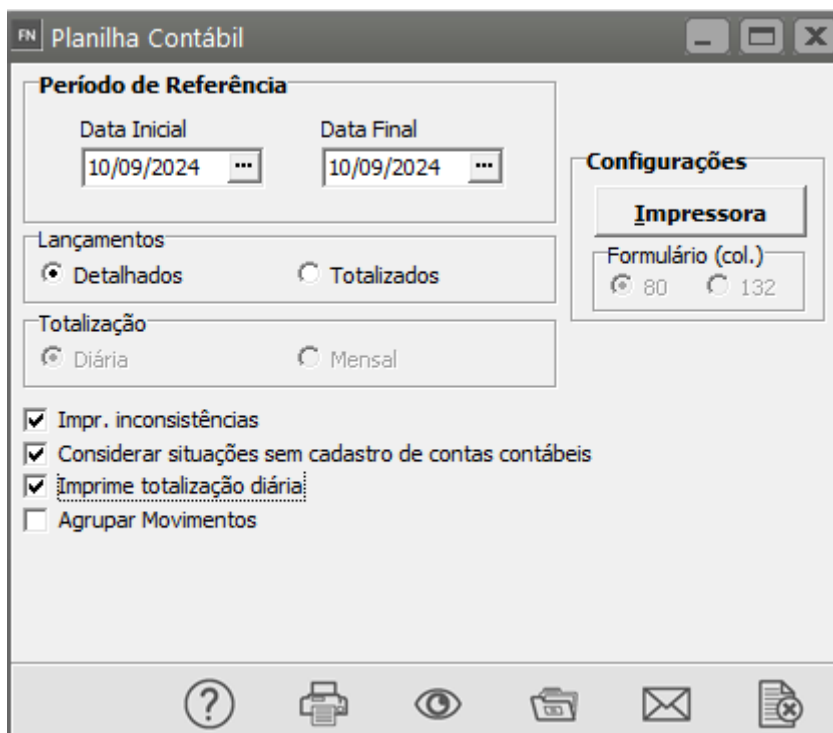 FN Planilha Contábil
Período de Referência
Data Inicial Data Final
10/09/2024 ... 10/09/2024 ...
Configurações
Impressora
Formulário (col.)
80 132
Lançamentos
Detalhados Totalizados
Totalização
Diária Mensal
Impr. inconsistências
Considerar situações sem cadastro de contas contábeis
Imprime totalização diária
Agrupar Movimentos
?